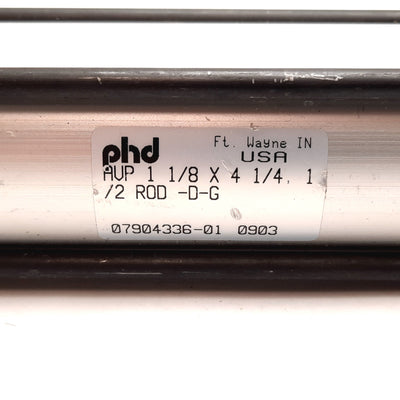 phd Ft. Wayne IN
USA
AVP 1 1/8 X 4 1/4, 1
/2 ROD -D-G
07904336-01 0903